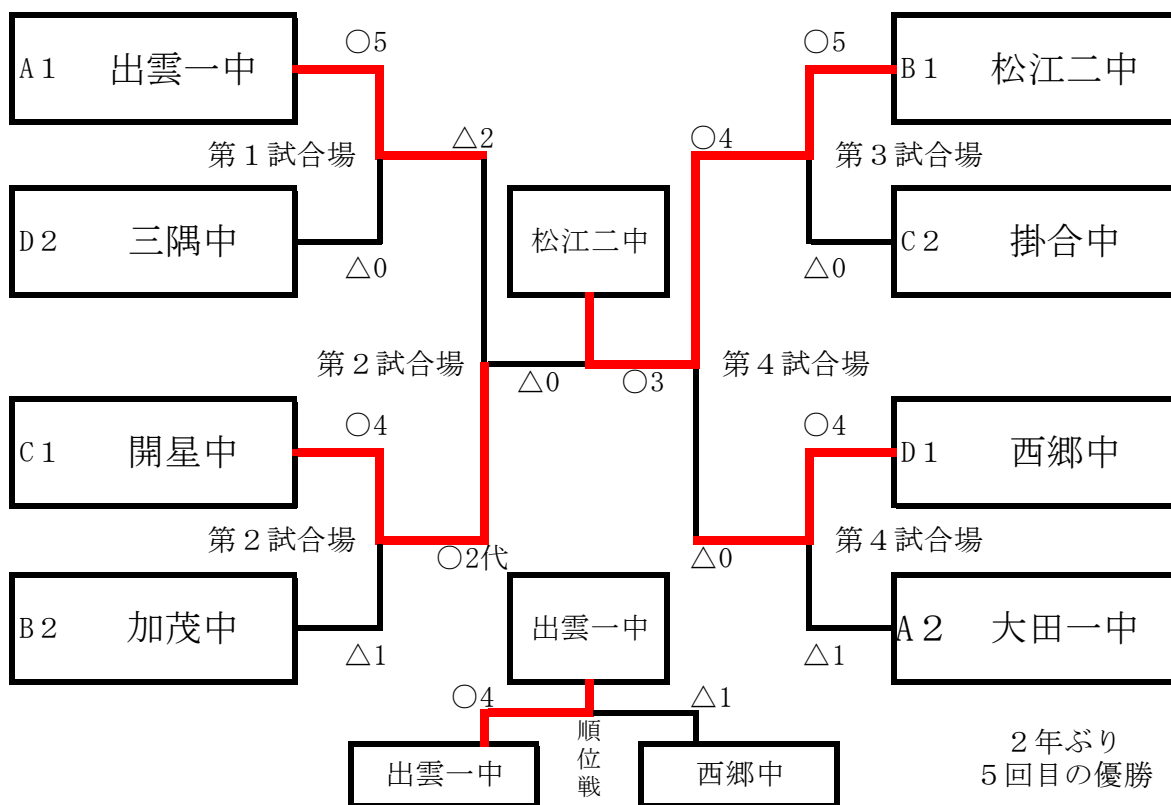 ○5
○5
A1 出雲一中
B1 松江二中
△2
○4
第1試合場
第3試合場
D2 三隅中
松江二中
C2 掛合中
△0
△0
第2試合場
△0
○3
第4試合場
○4
○4
C1 開星中
D1 西郷中
第2試合場
○2代
△0
第4試合場
B2 加茂中
出雲一中
A2 大田一中
△1
△1
○4
△1
順位戦
出雲一中
西郷中
2年ぶり
5回目の優勝